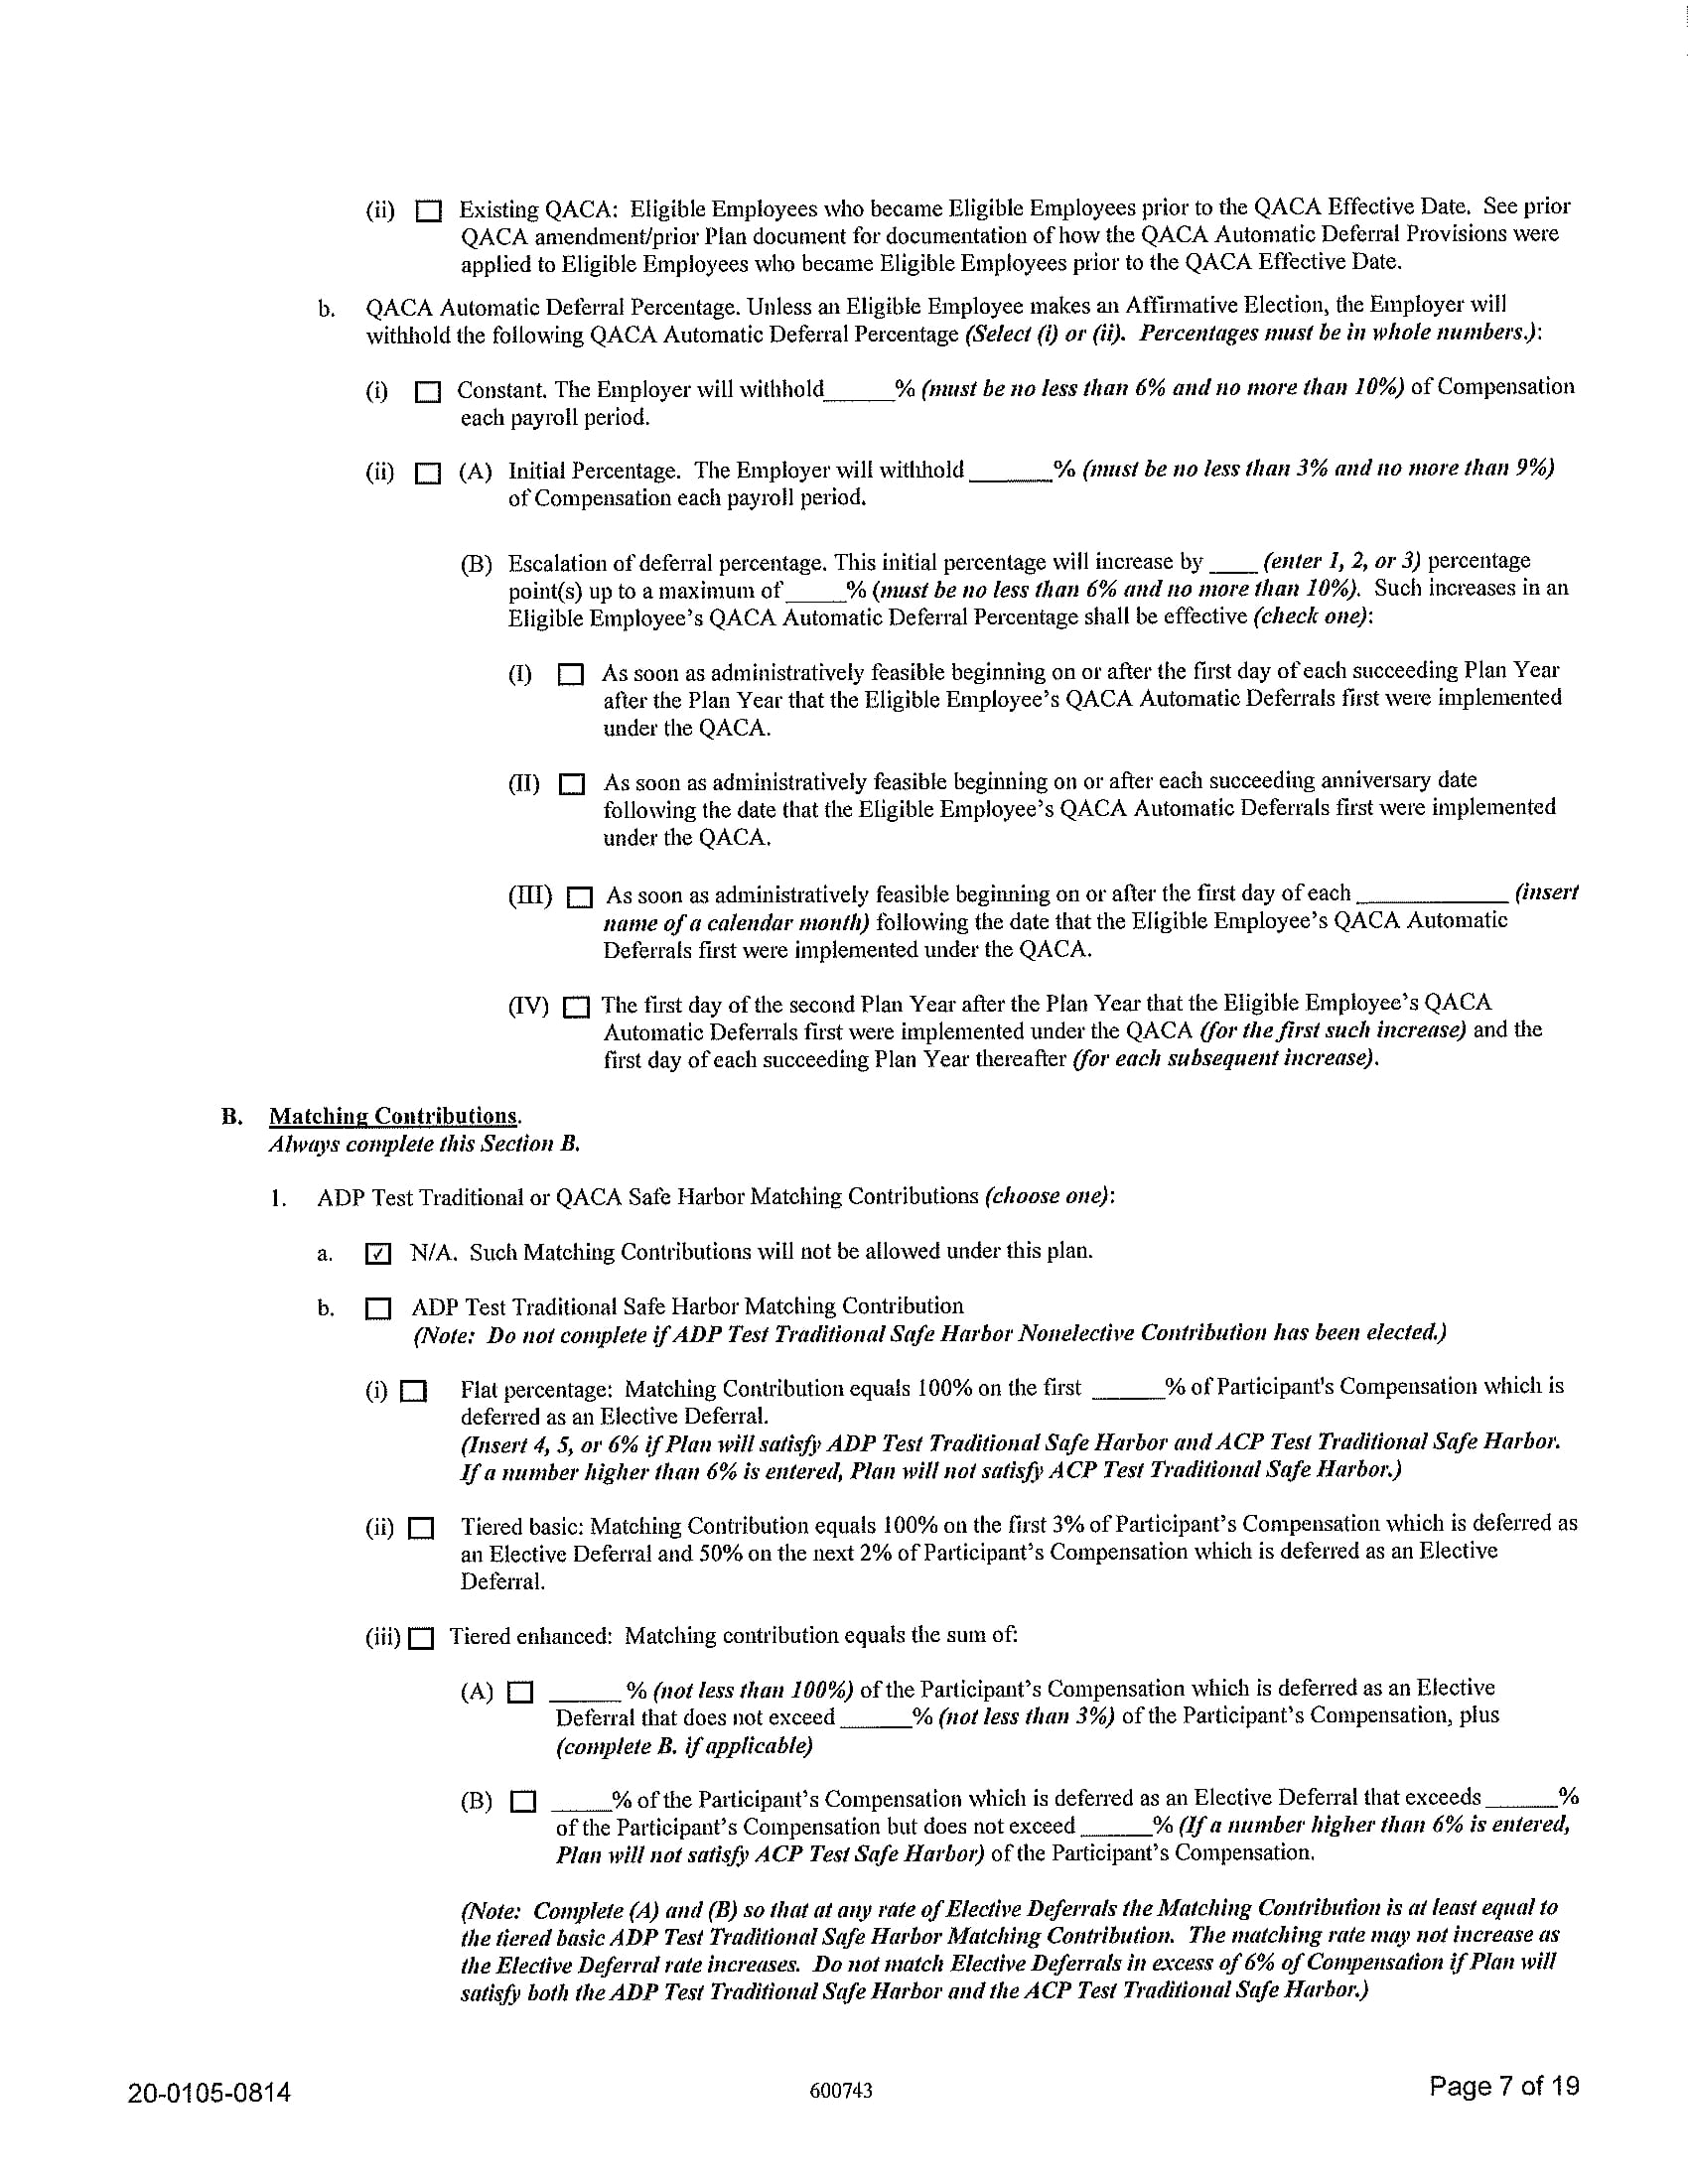 (ii) ☐ Existing QACA: Eligible Employees who became Eligible Employees prior to the QACA Effective Date. See prior
QACA amendment/prior Plan document for documentation of how the QACA Automatic Deferral Provisions were
applied to Eligible Employees who became Eligible Employees prior to the QACA Effective Date.
b. QACA Automatic Deferral Percentage. Unless an Eligible Employee makes an Affirmative Election, the Employer will
withhold the following QACA Automatic Deferral Percentage (Select (i) or (ii). Percentages must be in whole numbers.):
(i) ☐ Constant. The Employer will withhold______% (must be no less than 6% and no more than 10%) of Compensation
each payroll period.
(ii) ☐ (A) Initial Percentage. The Employer will withhold _______% (must be no less than 3% and no more than 9%)
of Compensation each payroll period.
(B) Escalation of deferral percentage. This initial percentage will increase by ____ (enter 1, 2, or 3) percentage
point(s) up to a maximum of _____% (must be no less than 6% and no more than 10%). Such increases in an
Eligible Employee's QACA Automatic Deferral Percentage shall be effective (check one):
(I) ☐ As soon as administratively feasible beginning on or after the first day of each succeeding Plan Year
after the Plan Year that the Eligible Employee's QACA Automatic Deferrals first were implemented
under the QACA.
(II) ☐ As soon as administratively feasible beginning on or after each succeeding anniversary date
following the date that the Eligible Employee's QACA Automatic Deferrals first were implemented
under the QACA.
(III) ☐ As soon as administratively feasible beginning on or after the first day of each _____________ (insert
name of a calendar month) following the date that the Eligible Employee's QACA Automatic
Deferrals first were implemented under the QACA.
(IV) ☐ The first day of the second Plan Year after the Plan Year that the Eligible Employee's QACA
Automatic Deferrals first were implemented under the QACA (for the first such increase) and the
first day of each succeeding Plan Year thereafter (for each subsequent increase).
B. Matching Contributions.
Always complete this Section B.
1. ADP Test Traditional or QACA Safe Harbor Matching Contributions (choose one):
a. ☑ N/A. Such Matching Contributions will not be allowed under this plan.
b. ☐ ADP Test Traditional Safe Harbor Matching Contribution
(Note: Do not complete if ADP Test Traditional Safe Harbor Nonelective Contribution has been elected.)
(i) ☐ Flat percentage: Matching Contribution equals 100% on the first ______% of Participant's Compensation which is
deferred as an Elective Deferral.
(Insert 4, 5, or 6% if Plan will satisfy ADP Test Traditional Safe Harbor and ACP Test Traditional Safe Harbor.
If a number higher than 6% is entered, Plan will not satisfy ACP Test Traditional Safe Harbor.)
(ii) ☐ Tiered basic: Matching Contribution equals 100% on the first 3% of Participant's Compensation which is deferred as
an Elective Deferral and 50% on the next 2% of Participant's Compensation which is deferred as an Elective
Deferral.
(iii) ☐ Tiered enhanced: Matching contribution equals the sum of:
(A) ☐ ______% (not less than 100%) of the Participant's Compensation which is deferred as an Elective
Deferral that does not exceed ______% (not less than 3%) of the Participant's Compensation, plus
(complete B. if applicable)
(B) ☐ _____% of the Participant's Compensation which is deferred as an Elective Deferral that exceeds ______%
of the Participant's Compensation but does not exceed ______% (If a number higher than 6% is entered,
Plan will not satisfy ACP Test Safe Harbor) of the Participant's Compensation.
(Note: Complete (A) and (B) so that at any rate of Elective Deferrals the Matching Contribution is at least equal to
the tiered basic ADP Test Traditional Safe Harbor Matching Contribution. The matching rate may not increase as
the Elective Deferral rate increases. Do not match Elective Deferrals in excess of 6% of Compensation if Plan will
satisfy both the ADP Test Traditional Safe Harbor and the ACP Test Traditional Safe Harbor.)
20-0105-0814 600743 Page 7 of 19